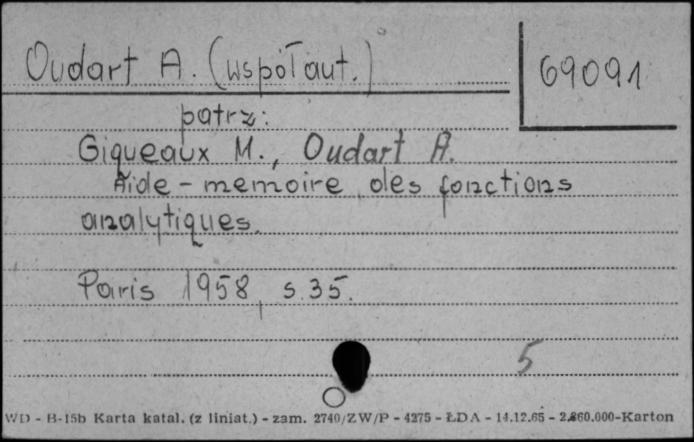 Oudart A. (współaut.)
69091
patrz:
Giqueaux M., Oudart A.
Aide-memoire des fonctions
analytiques.
Paris 1958, s. 35.
5
WD - B-15b Karta katal. (z liniat.) - zam. 2740/ZW/P - 4275 - ŁDA - 14.12.65 - 2.860.000-Karton